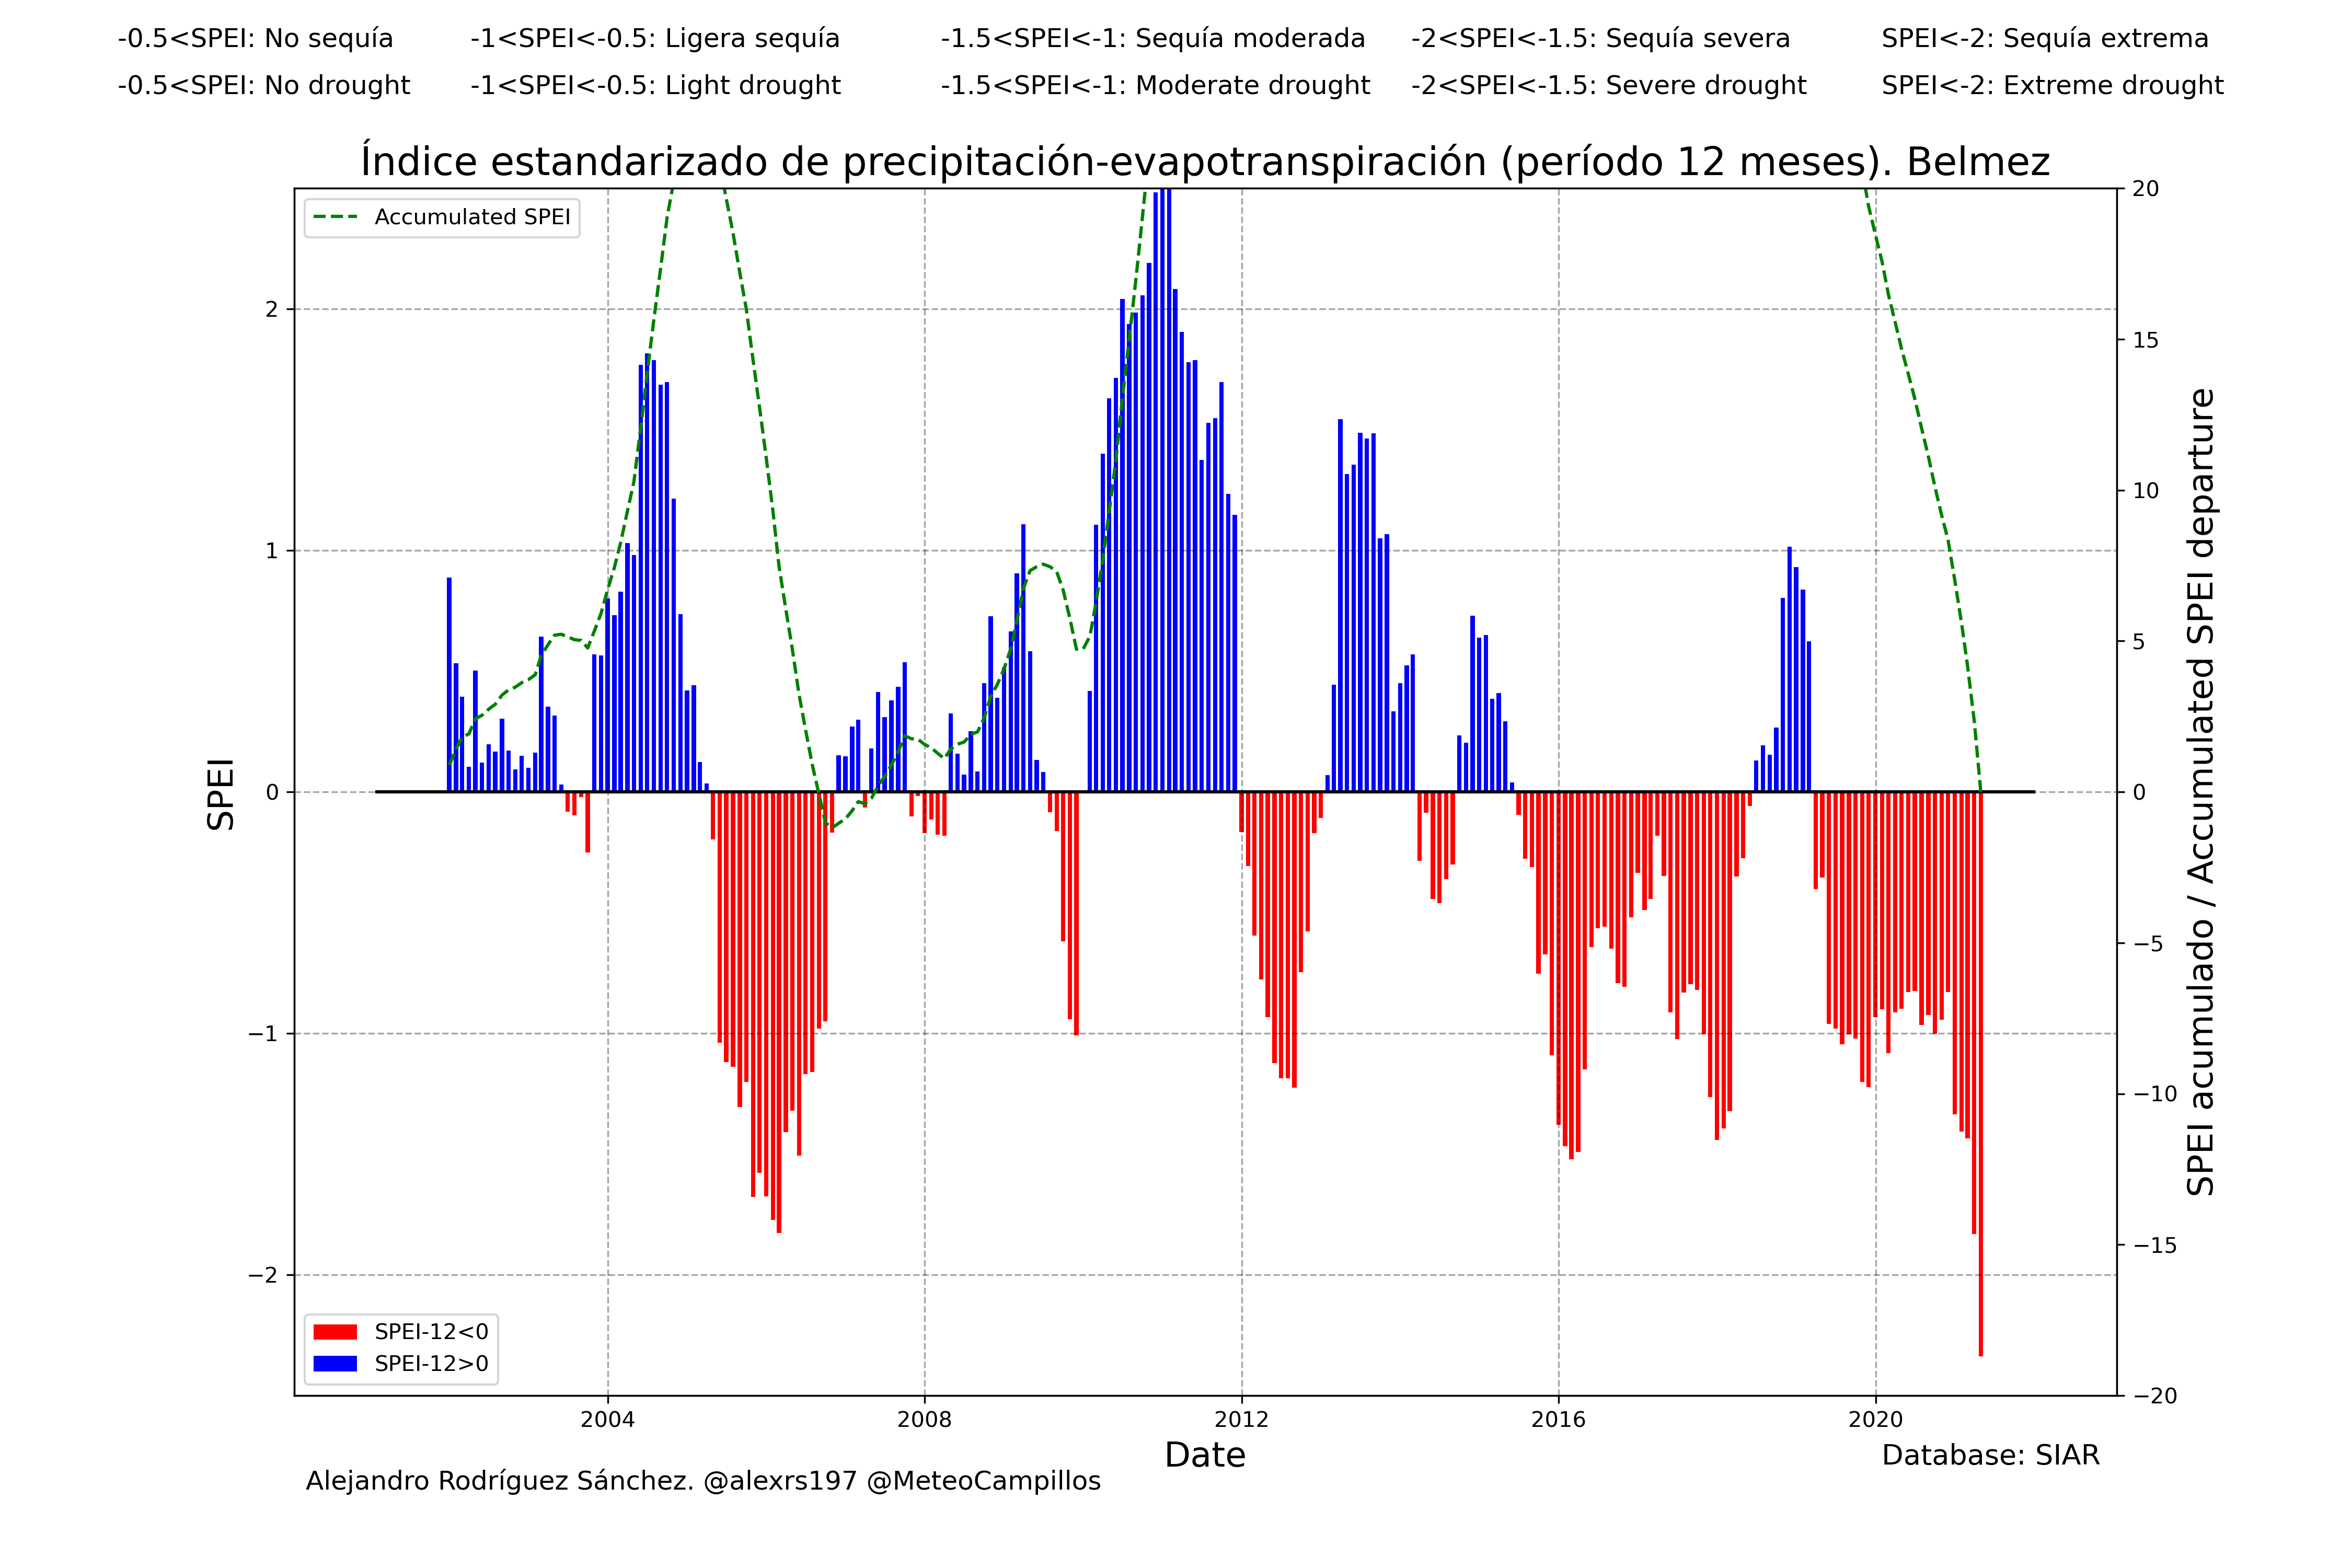 -0.5<SPEI: No sequía -1<SPEI<-0.5: Ligera sequía -1.5<SPEI<-1: Sequía moderada -2<SPEI<-1.5: Sequía severa SPEI<-2: Sequía extrema
-0.5<SPEI: No drought -1<SPEI<-0.5: Light drought -1.5<SPEI<-1: Moderate drought -2<SPEI<-1.5: Severe drought SPEI<-2: Extreme drought
Índice estandarizado de precipitación-evapotranspiración (período 12 meses). Belmez
Accumulated SPEI
2
1
0
−1
−2
SPEI
20
15
10
5
0
−5
−10
−15
−20
SPEI acumulado / Accumulated SPEI departure
SPEI-12<0
SPEI-12>0
2004 2008 2012 2016 2020
Date
Database: SIAR
Alejandro Rodríguez Sánchez. @alexrs197 @MeteoCampillos